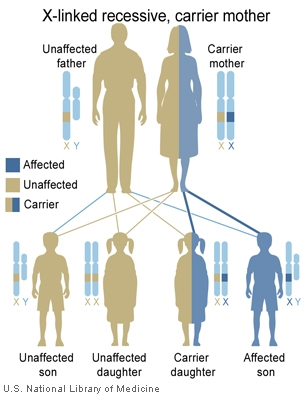 X-linked recessive, carrier mother
Unaffected
father
Carrier
mother
X Y
X X
Affected
Unaffected
Carrier
X Y
X X
X X
X Y
Unaffected
son
Unaffected
daughter
Carrier
daughter
Affected
son
U.S. National Library of Medicine